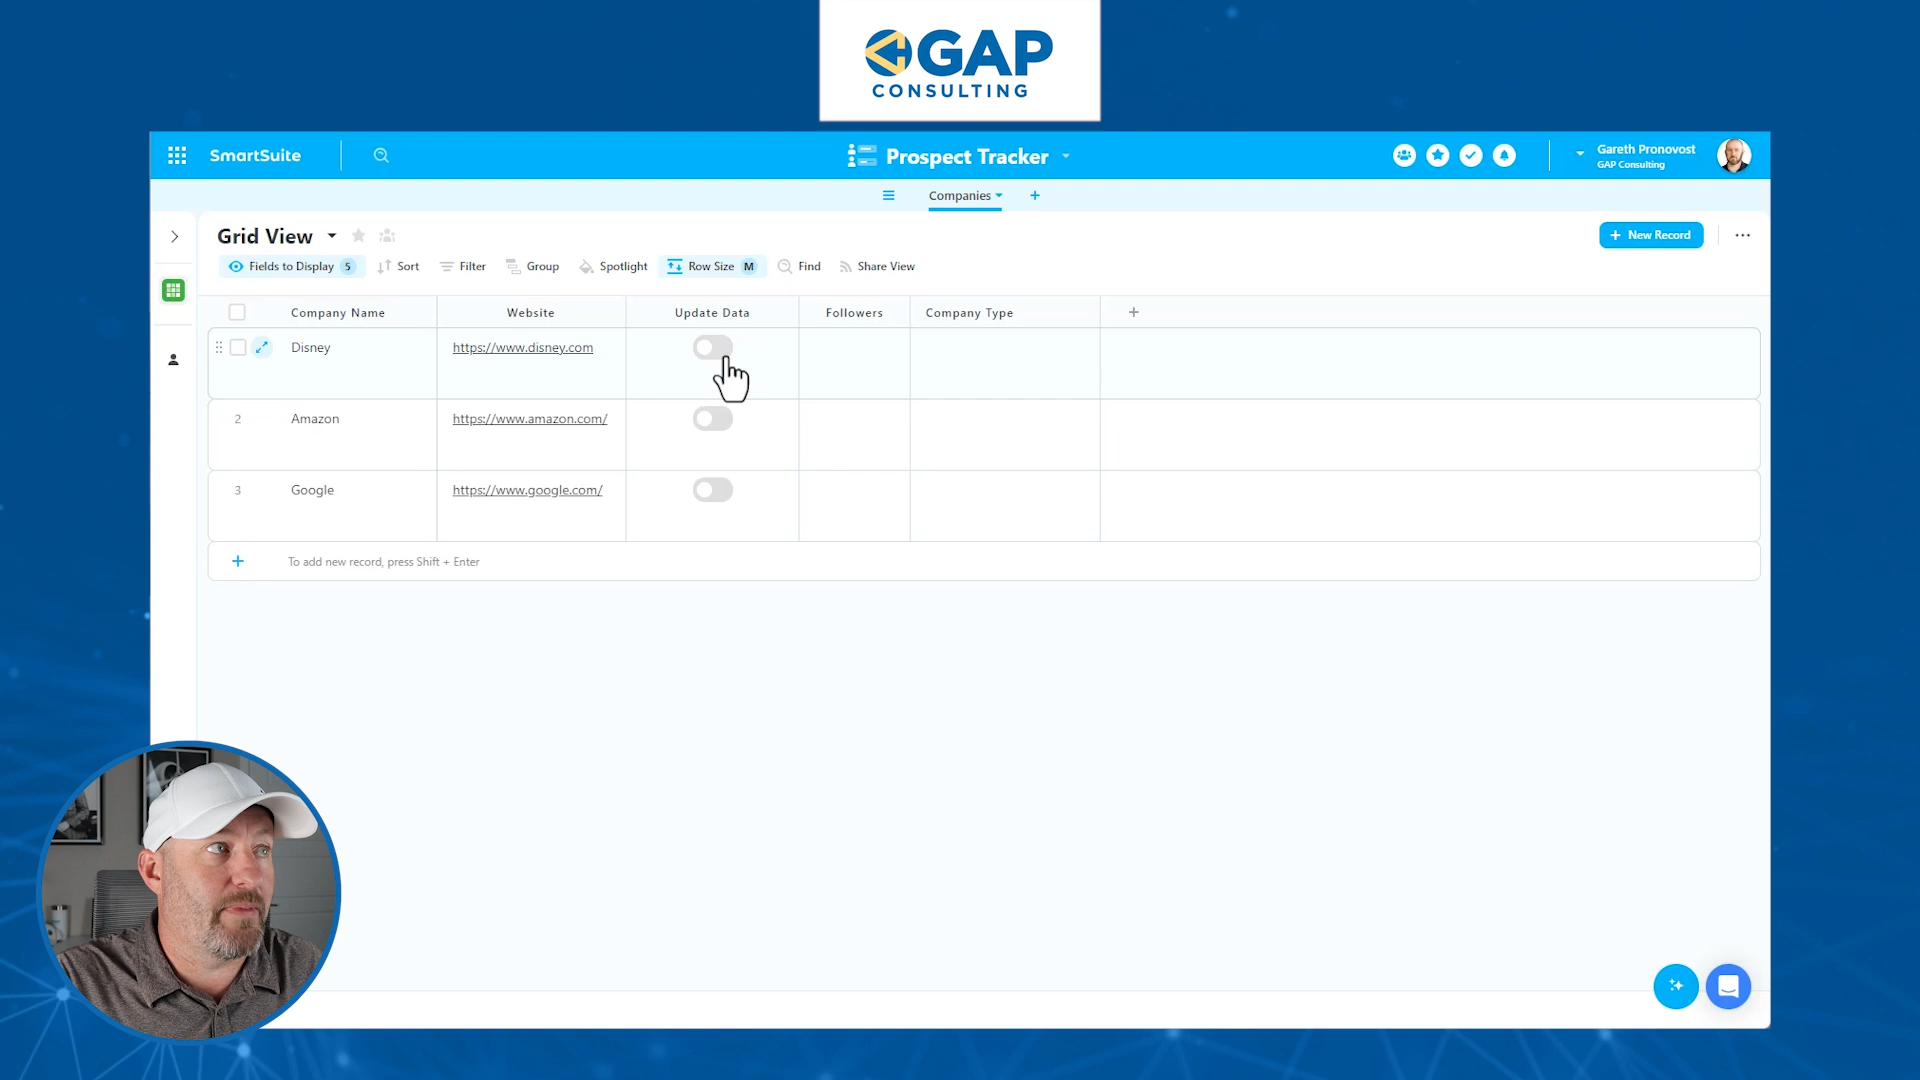 GAP
CONSULTING
SmartSuite
Prospect Tracker
Gareth Pronovost
GAP Consulting
Companies
Grid View
New Record
Fields to Display 5
Sort
Filter
Group
Spotlight
Row Size M
Find
Share View
Company Name
Website
Update Data
Followers
Company Type
Disney
https://www.disney.com
2
Amazon
https://www.amazon.com/
3
Google
https://www.google.com/
To add new record, press Shift + Enter